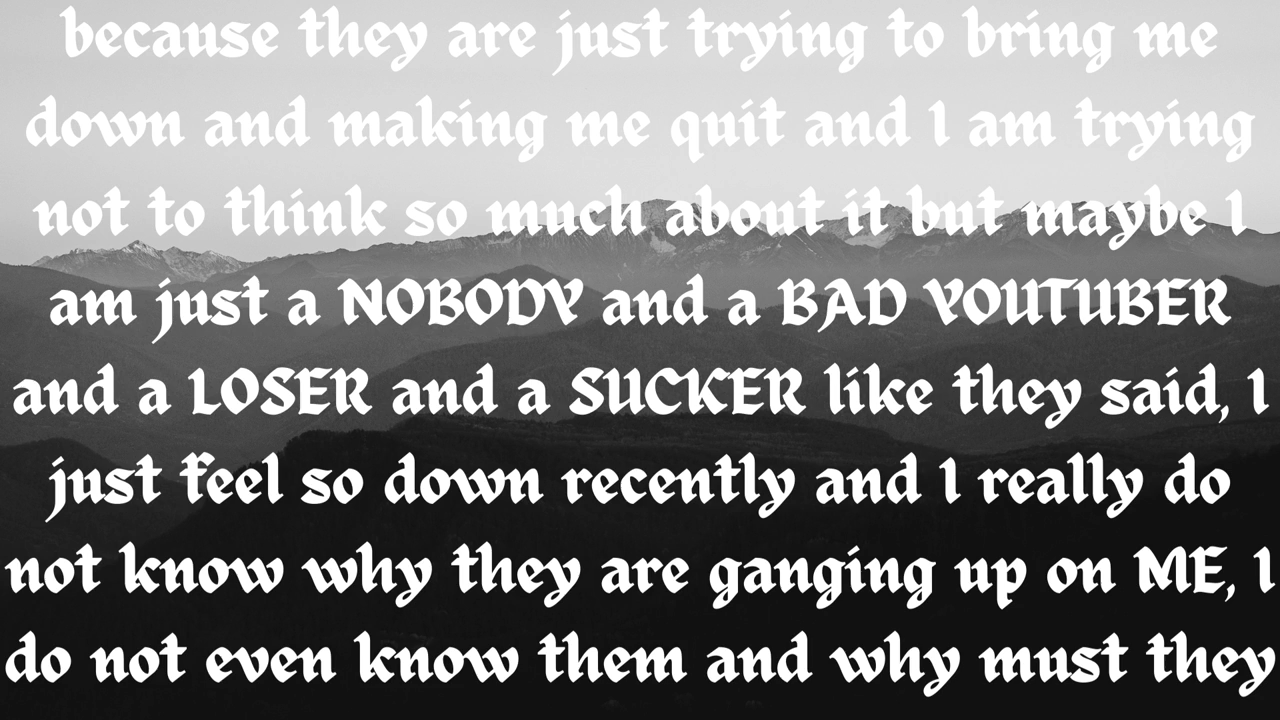 because they are just trying to bring me
down and making me quit and I am trying
not to think so much about it but maybe I
am just a NOBODY and a BAD YOUTUBER
and a LOSER and a SUCKER like they said, I
just feel so down recently and I really do
not know why they are ganging up on ME, I
do not even know them and why must they